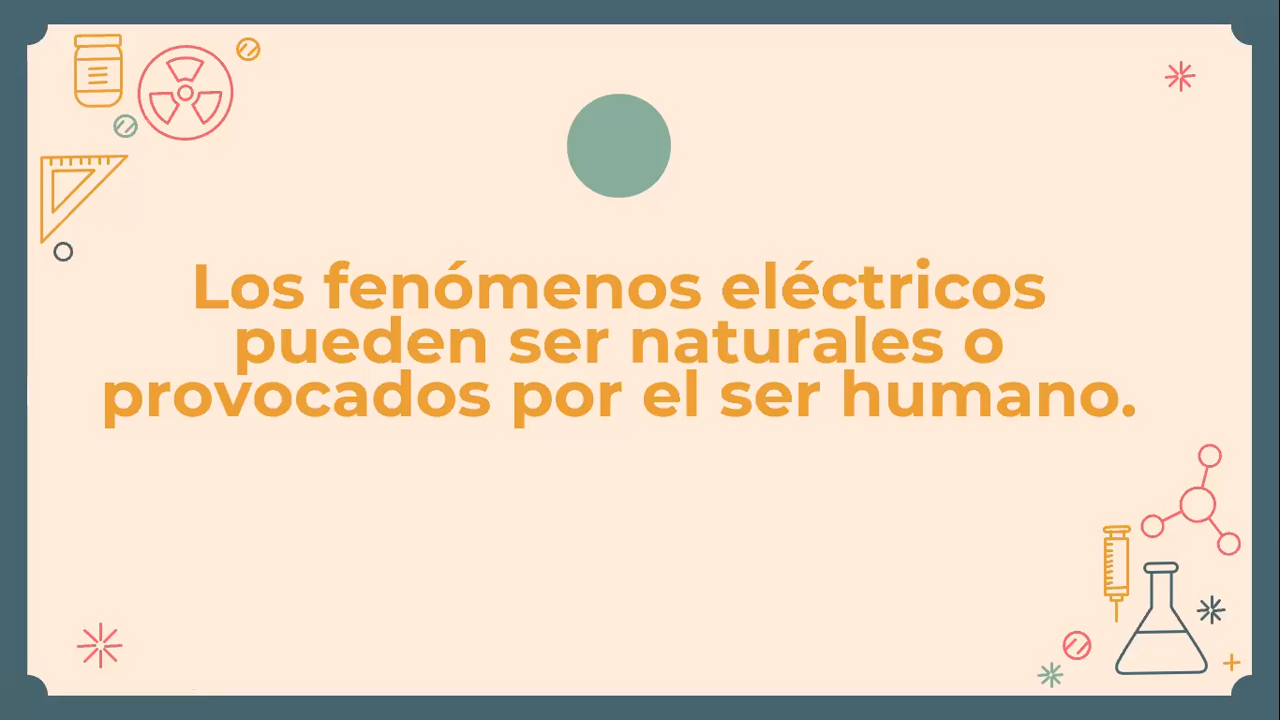 Los fenómenos eléctricos
pueden ser naturales o
provocados por el ser humano.